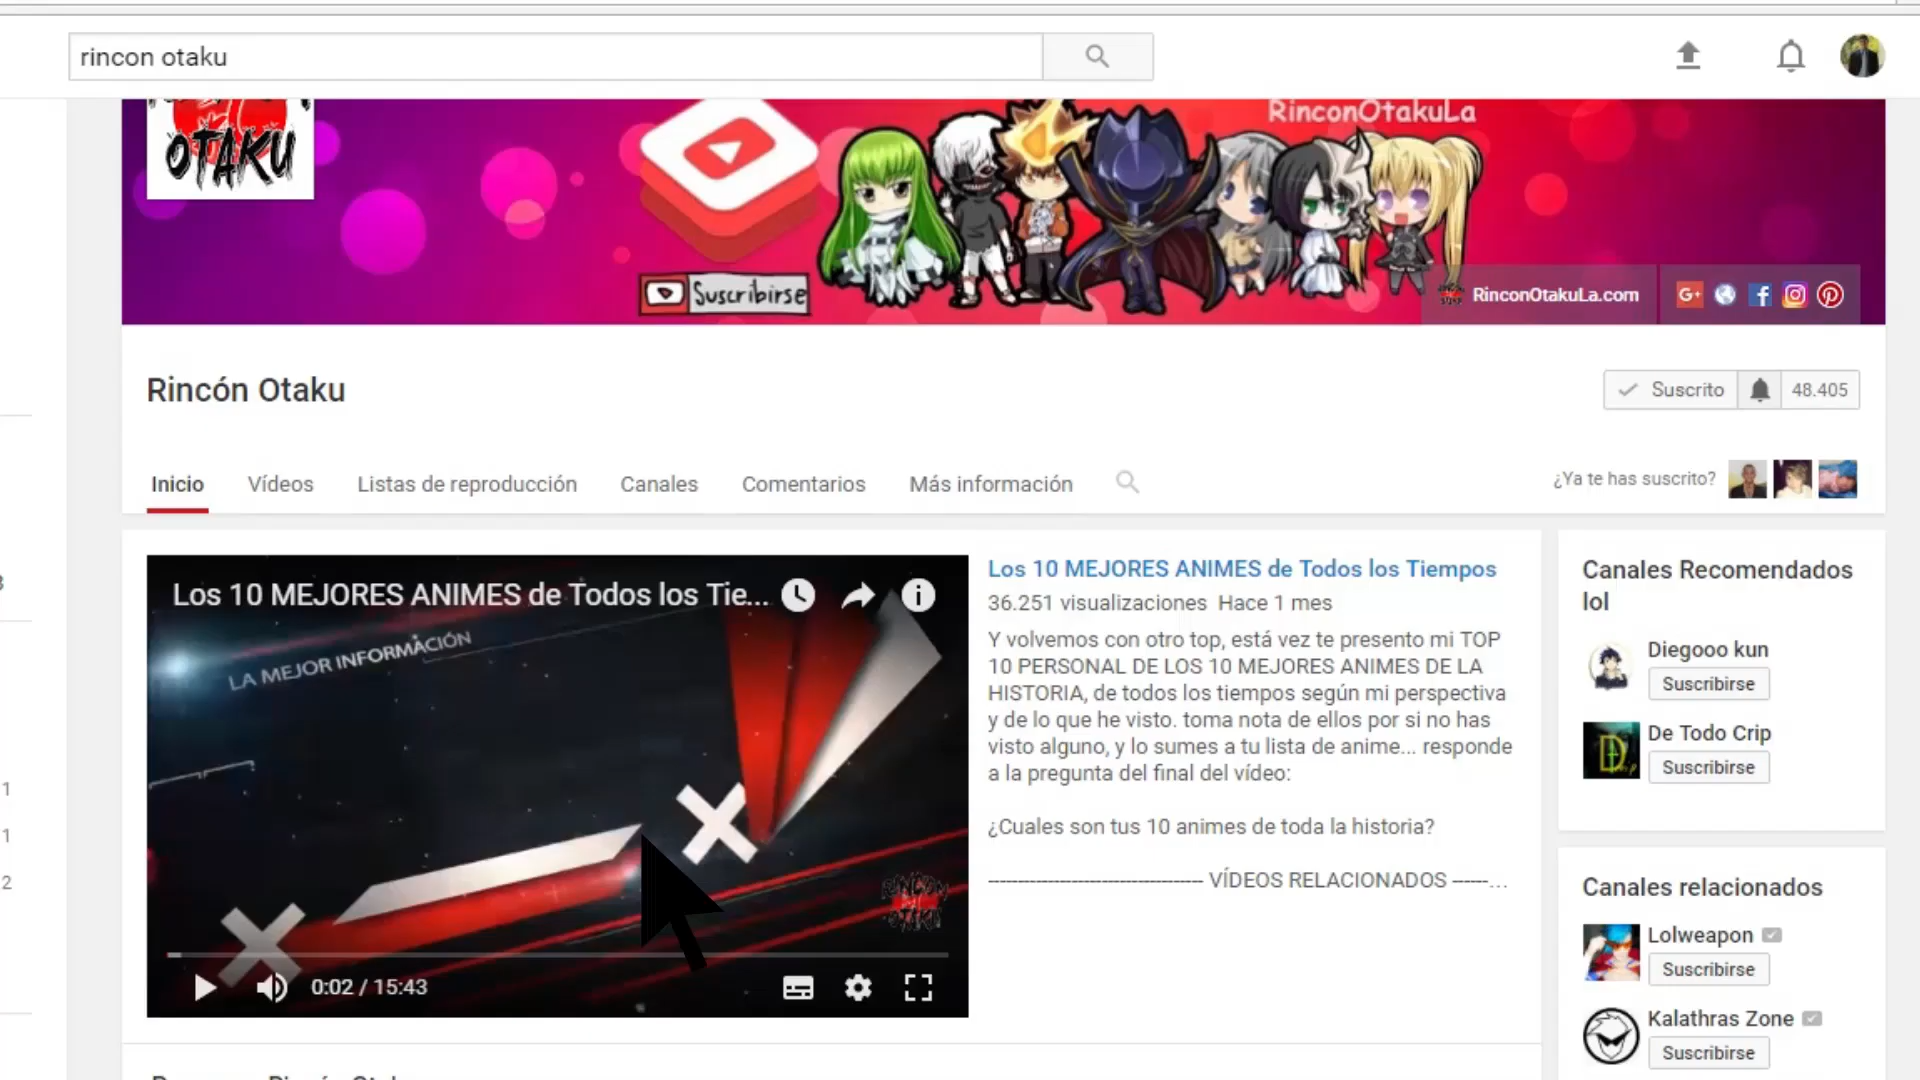 rincon otaku
OTAKU
RinconOtakuLa
Suscribirse
RinconOtakuLa.com
Rincón Otaku
Suscrito
48.405
Inicio
Vídeos
Listas de reproducción
Canales
Comentarios
Más información
¿Ya te has suscrito?
Los 10 MEJORES ANIMES de Todos los Tie...
LA MEJOR INFORMACIÓN
RINCON
OTAKU
0:02 / 15:43
Los 10 MEJORES ANIMES de Todos los Tiempos
36.251 visualizaciones Hace 1 mes
Y volvemos con otro top, está vez te presento mi TOP
10 PERSONAL DE LOS 10 MEJORES ANIMES DE LA
HISTORIA, de todos los tiempos según mi perspectiva
y de lo que he visto. toma nota de ellos por si no has
visto alguno, y lo sumes a tu lista de anime... responde
a la pregunta del final del vídeo:
¿Cuales son tus 10 animes de toda la historia?
---------------------------------- VÍDEOS RELACIONADOS ------...
Canales Recomendados
lol
Diegooo kun
Suscribirse
De Todo Crip
Suscribirse
Canales relacionados
Lolweapon
Suscribirse
Kalathras Zone
Suscribirse
1
1
2